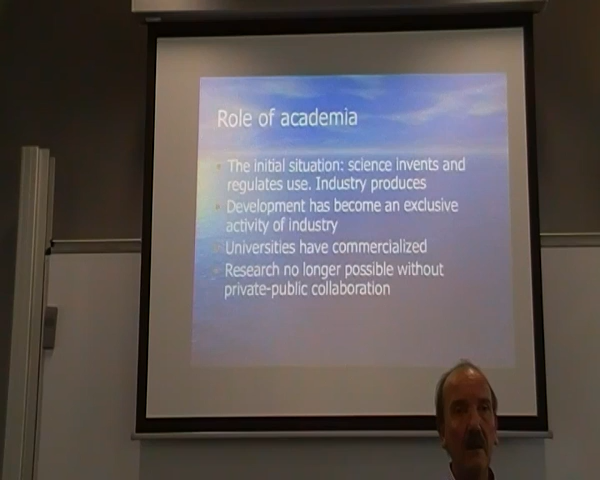 Role of academia
The initial situation: science invents and
regulates use. Industry produces
Development has become an exclusive
activity of industry
Universities have commercialized
Research no longer possible without
private-public collaboration